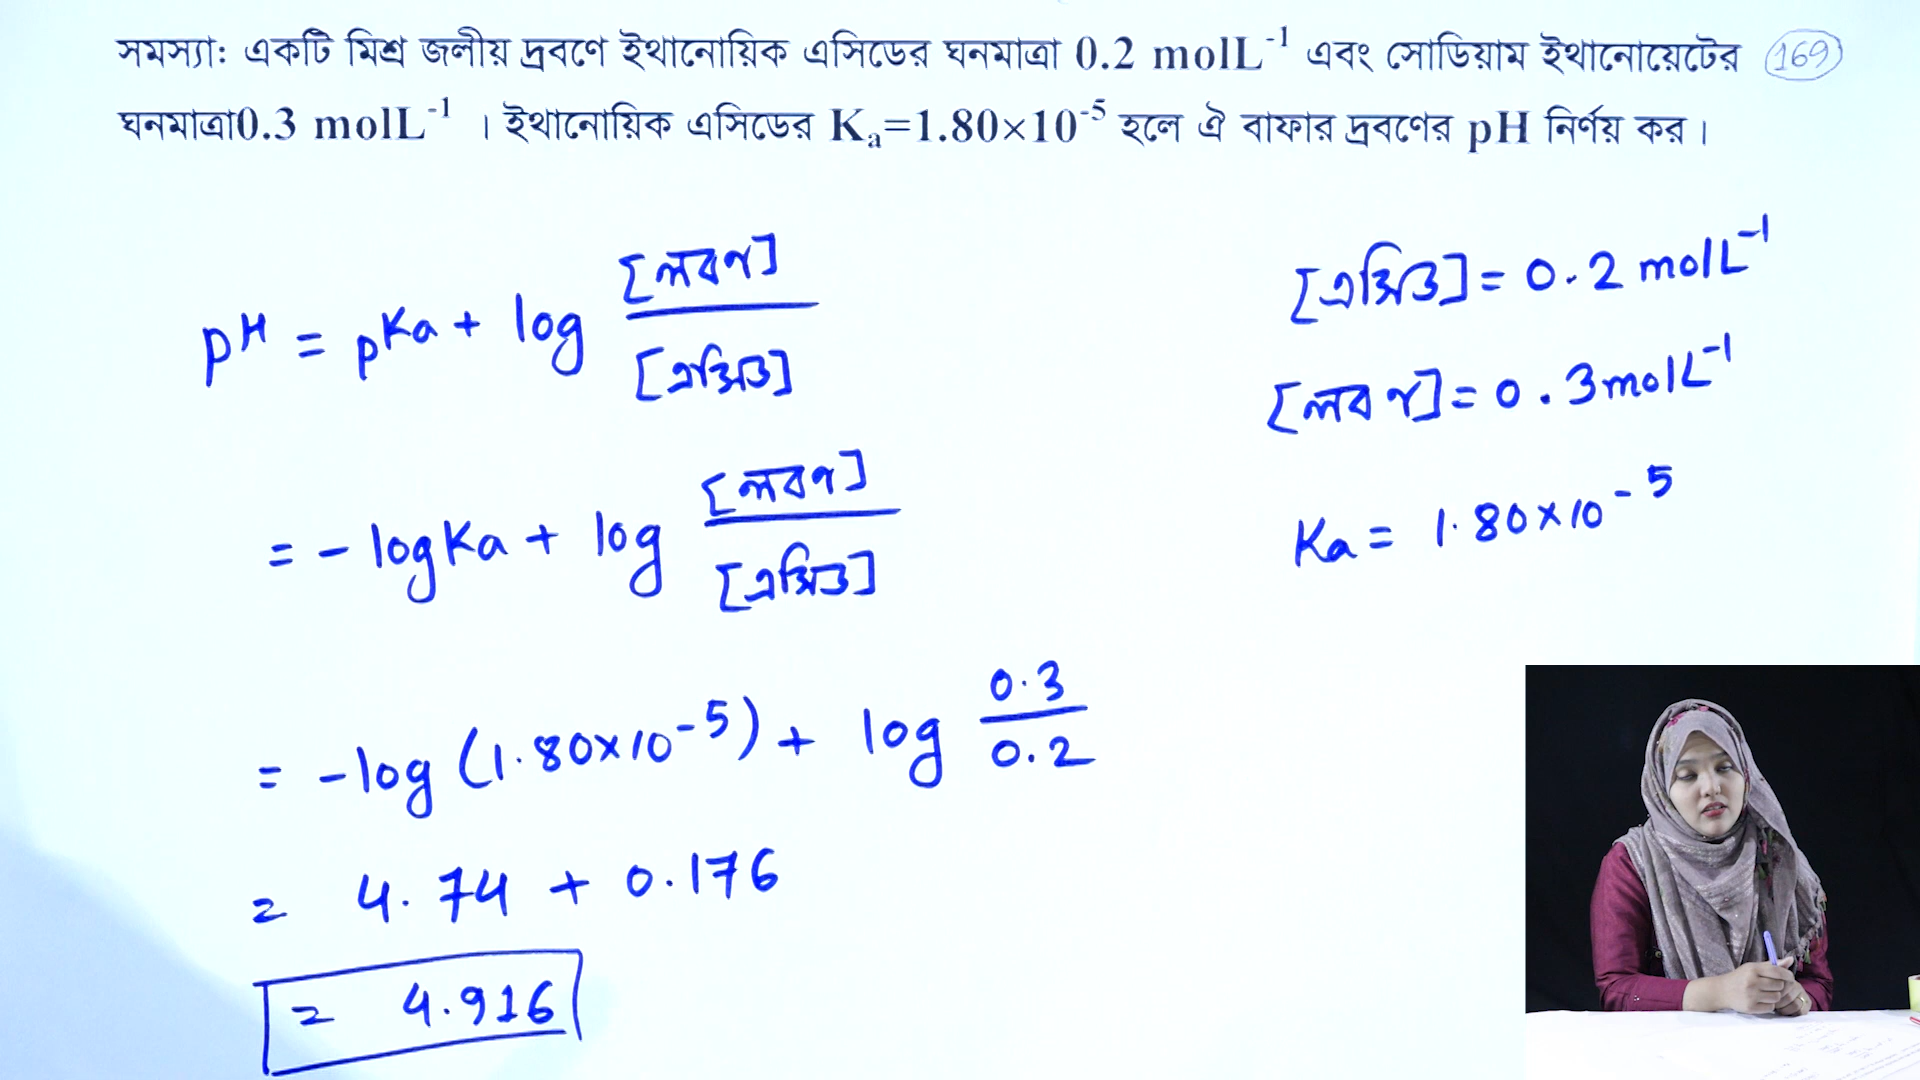 সমস্যা: একটি মিশ্র জলীয় দ্রবণে ইথানোয়িক এসিডের ঘনমাত্রা 0.2 molL⁻¹ এবং সোডিয়াম ইথানোয়েটের 169
ঘনমাত্রা0.3 molL⁻¹ । ইথানোয়িক এসিডের Kₐ=1.80×10⁻⁵ হলে ঐ বাফার দ্রবণের pH নির্ণয় কর।
pH = pKa + log [লবণ] / [এসিড]
= - logKa + log [লবণ] / [এসিড]
= -log (1.80×10⁻⁵) + log 0.3 / 0.2
= 4.74 + 0.176
= 4.916
[এসিড] = 0.2 molL⁻¹
[লবণ] = 0.3 molL⁻¹
Ka = 1.80×10⁻⁵